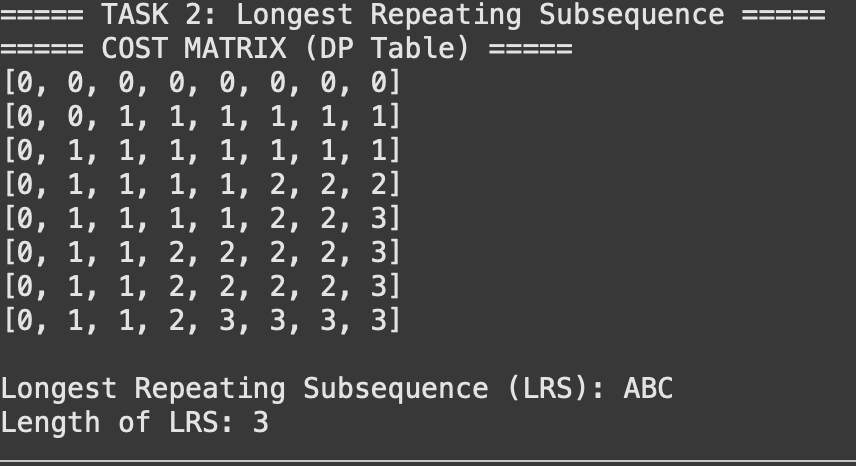 ===== TASK 2: Longest Repeating Subsequence =====
===== COST MATRIX (DP Table) =====
[0, 0, 0, 0, 0, 0, 0, 0]
[0, 0, 1, 1, 1, 1, 1, 1]
[0, 1, 1, 1, 1, 1, 1, 1]
[0, 1, 1, 1, 1, 2, 2, 2]
[0, 1, 1, 1, 1, 2, 2, 3]
[0, 1, 1, 2, 2, 2, 2, 3]
[0, 1, 1, 2, 2, 2, 2, 3]
[0, 1, 1, 2, 3, 3, 3, 3]
Longest Repeating Subsequence (LRS): ABC
Length of LRS: 3